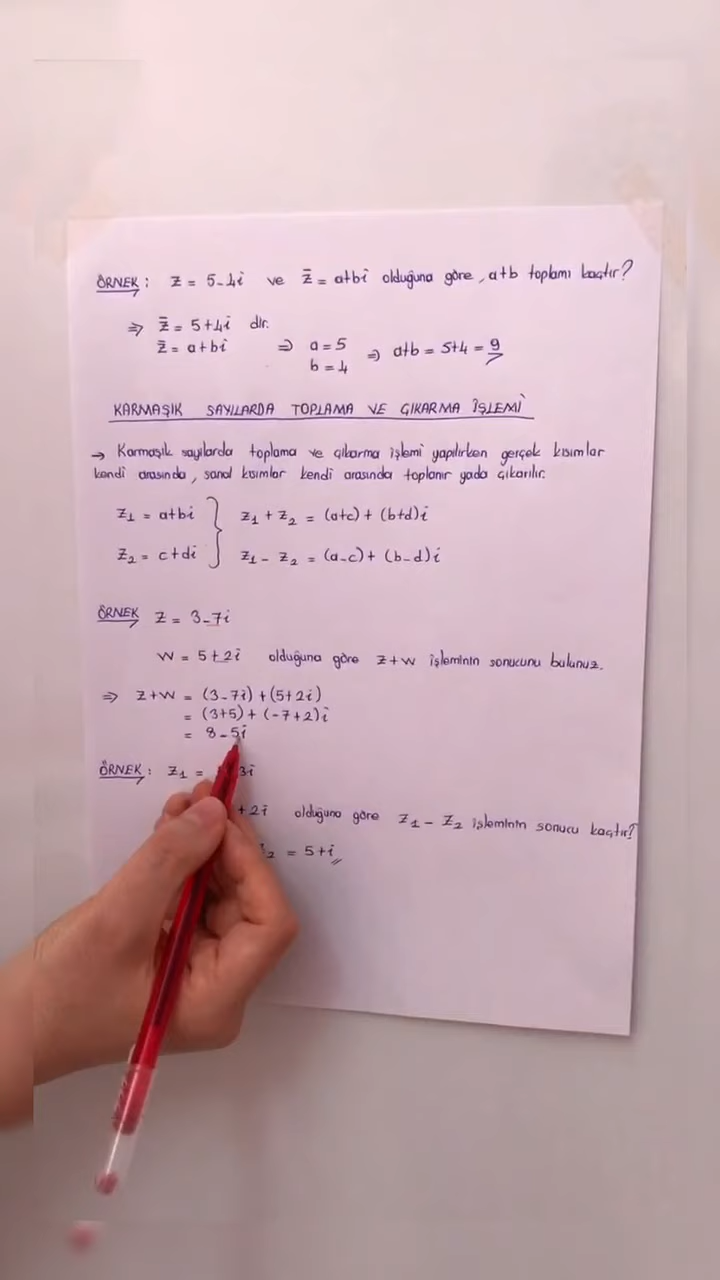 ÖRNEK : z = 5-4i ve z̄ = a+bi olduğuna göre, a+b toplamı kaçtır?
⇒ z̄ = 5+4i dır.
z̄ = a+bi ⇒ a = 5 ⇒ a+b = 5+4 = 9
b = 4
KARMAŞIK SAYILARDA TOPLAMA VE ÇIKARMA İŞLEMİ
→ Karmaşık sayılarda toplama ve çıkarma işlemi yapılırken gerçek kısımlar
kendi arasında, sanal kısımlar kendi arasında toplanır yada çıkarılır.
z₁ = a+bi } z₁ + z₂ = (a+c) + (b+d)i
z₂ = c+di z₁ - z₂ = (a-c) + (b-d)i
ÖRNEK z = 3-7i
w = 5+2i olduğuna göre z+w işleminin sonucunu bulunuz.
⇒ z+w = (3-7i) + (5+2i)
= (3+5) + (-7+2)i
= 8-5i
ÖRNEK : z₁ = 3i
+2i olduğuna göre z₁ - z₂ işleminin sonucu kaçtır?
₂ = 5+i